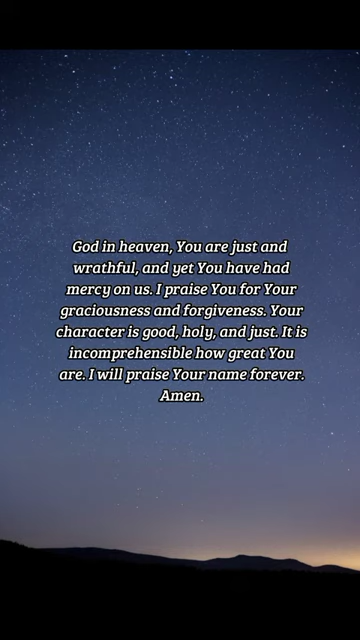 God in heaven, You are just and
wrathful, and yet You have had
mercy on us. I praise You for Your
graciousness and forgiveness. Your
character is good, holy, and just. It is
incomprehensible how great You
are. I will praise Your name forever.
Amen.